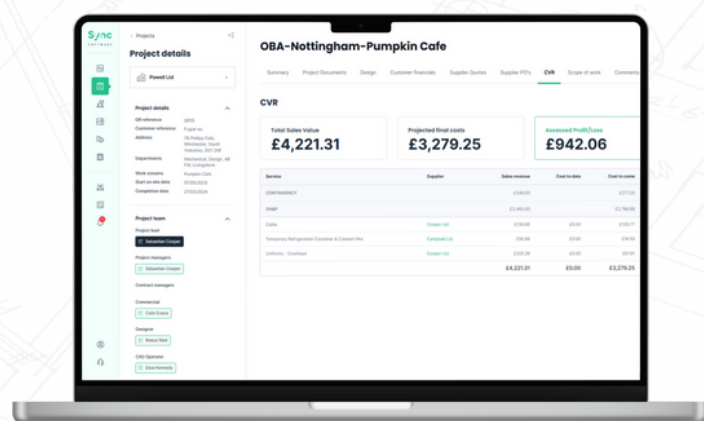 Sync
SOFTWARE
Projects
Project details
Powell Ltd
Project details
QR reference
Customer reference
Address
Departments
Mechanical, Design, AB
Work streams
Pumpkin Cafe
Start on site date
Completion date
Project team
Project lead
Sebastian Cooper
Project managers
Sebastian Cooper
Contract managers
Commercial
Colin Evans
Designer
Reece Reid
CAD Operator
OBA-Nottingham-Pumpkin Cafe
Summary Project Documents Design Customer financials Supplier Quotes Supplier PO's CVR Scope of work Comments
CVR
Total Sales Value
£4,221.31
Projected final costs
£3,279.25
Assessed Profit/Loss
£942.06
Service Supplier Sales revenue Cost to date Cost to come
CONTINGENCY
OH&P
Cable Cooper Ltd £0.00
Temporary Refrigeration Container & Cabinet Hire Campbell Ltd £0.00
Uniforms - Overhead Cooper Ltd £0.00
£4,221.31 £0.00 £3,279.25